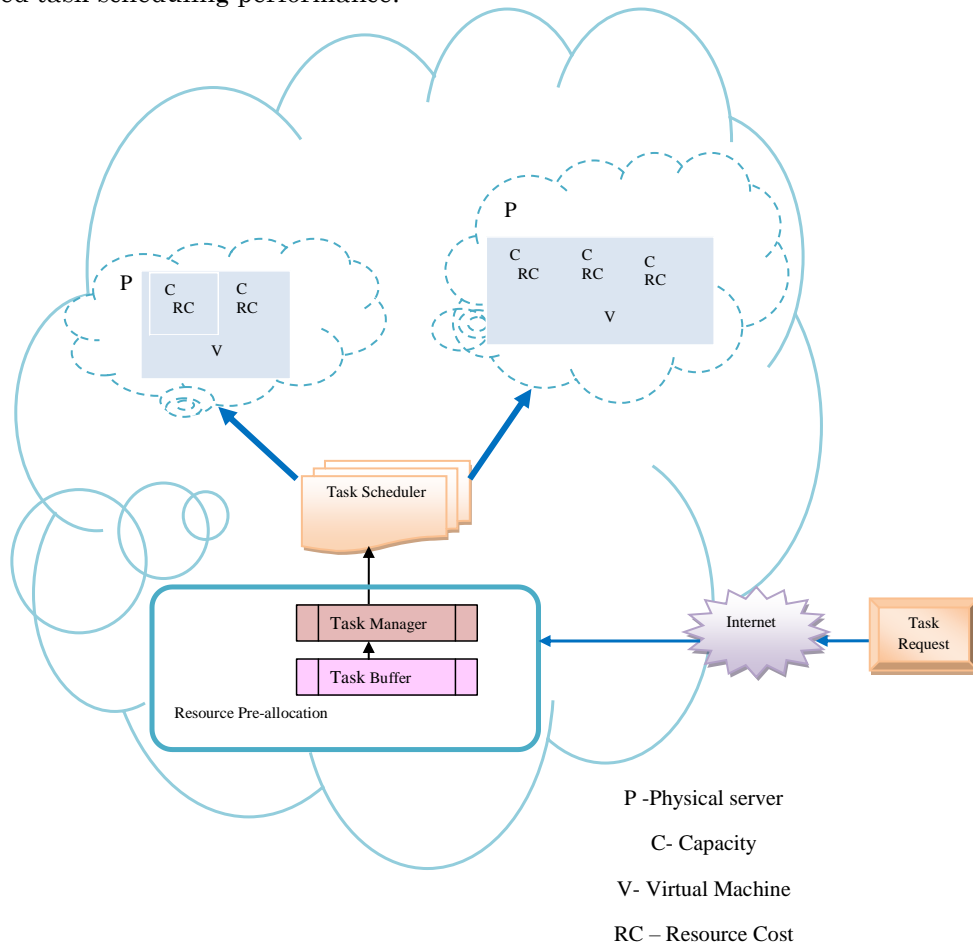 ed task scheduling performance.
P
C
RC
C
RC
C
RC
V
P
C
RC
C
RC
V
Task Scheduler
Task Manager
Task Buffer
Resource Pre-allocation
Internet
Task
Request
P -Physical server
C- Capacity
V- Virtual Machine
RC – Resource Cost